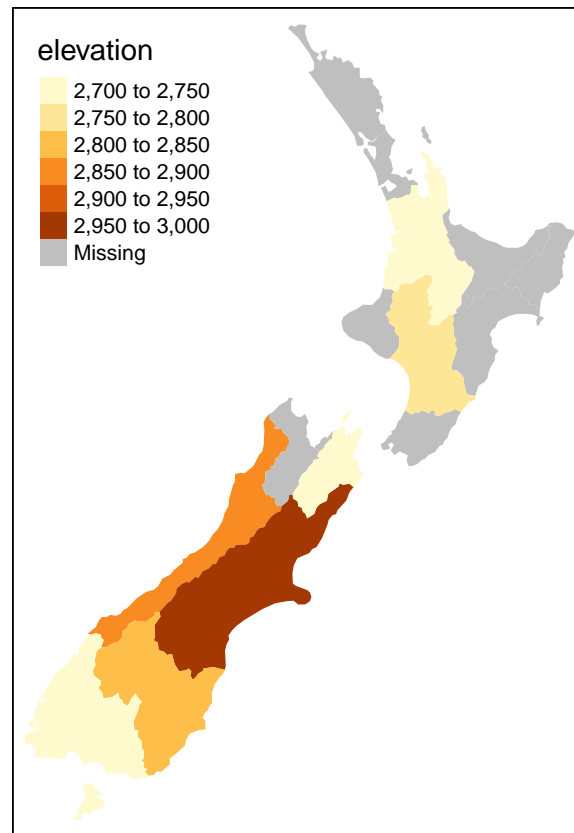 elevation
2,700 to 2,750
2,750 to 2,800
2,800 to 2,850
2,850 to 2,900
2,900 to 2,950
2,950 to 3,000
Missing